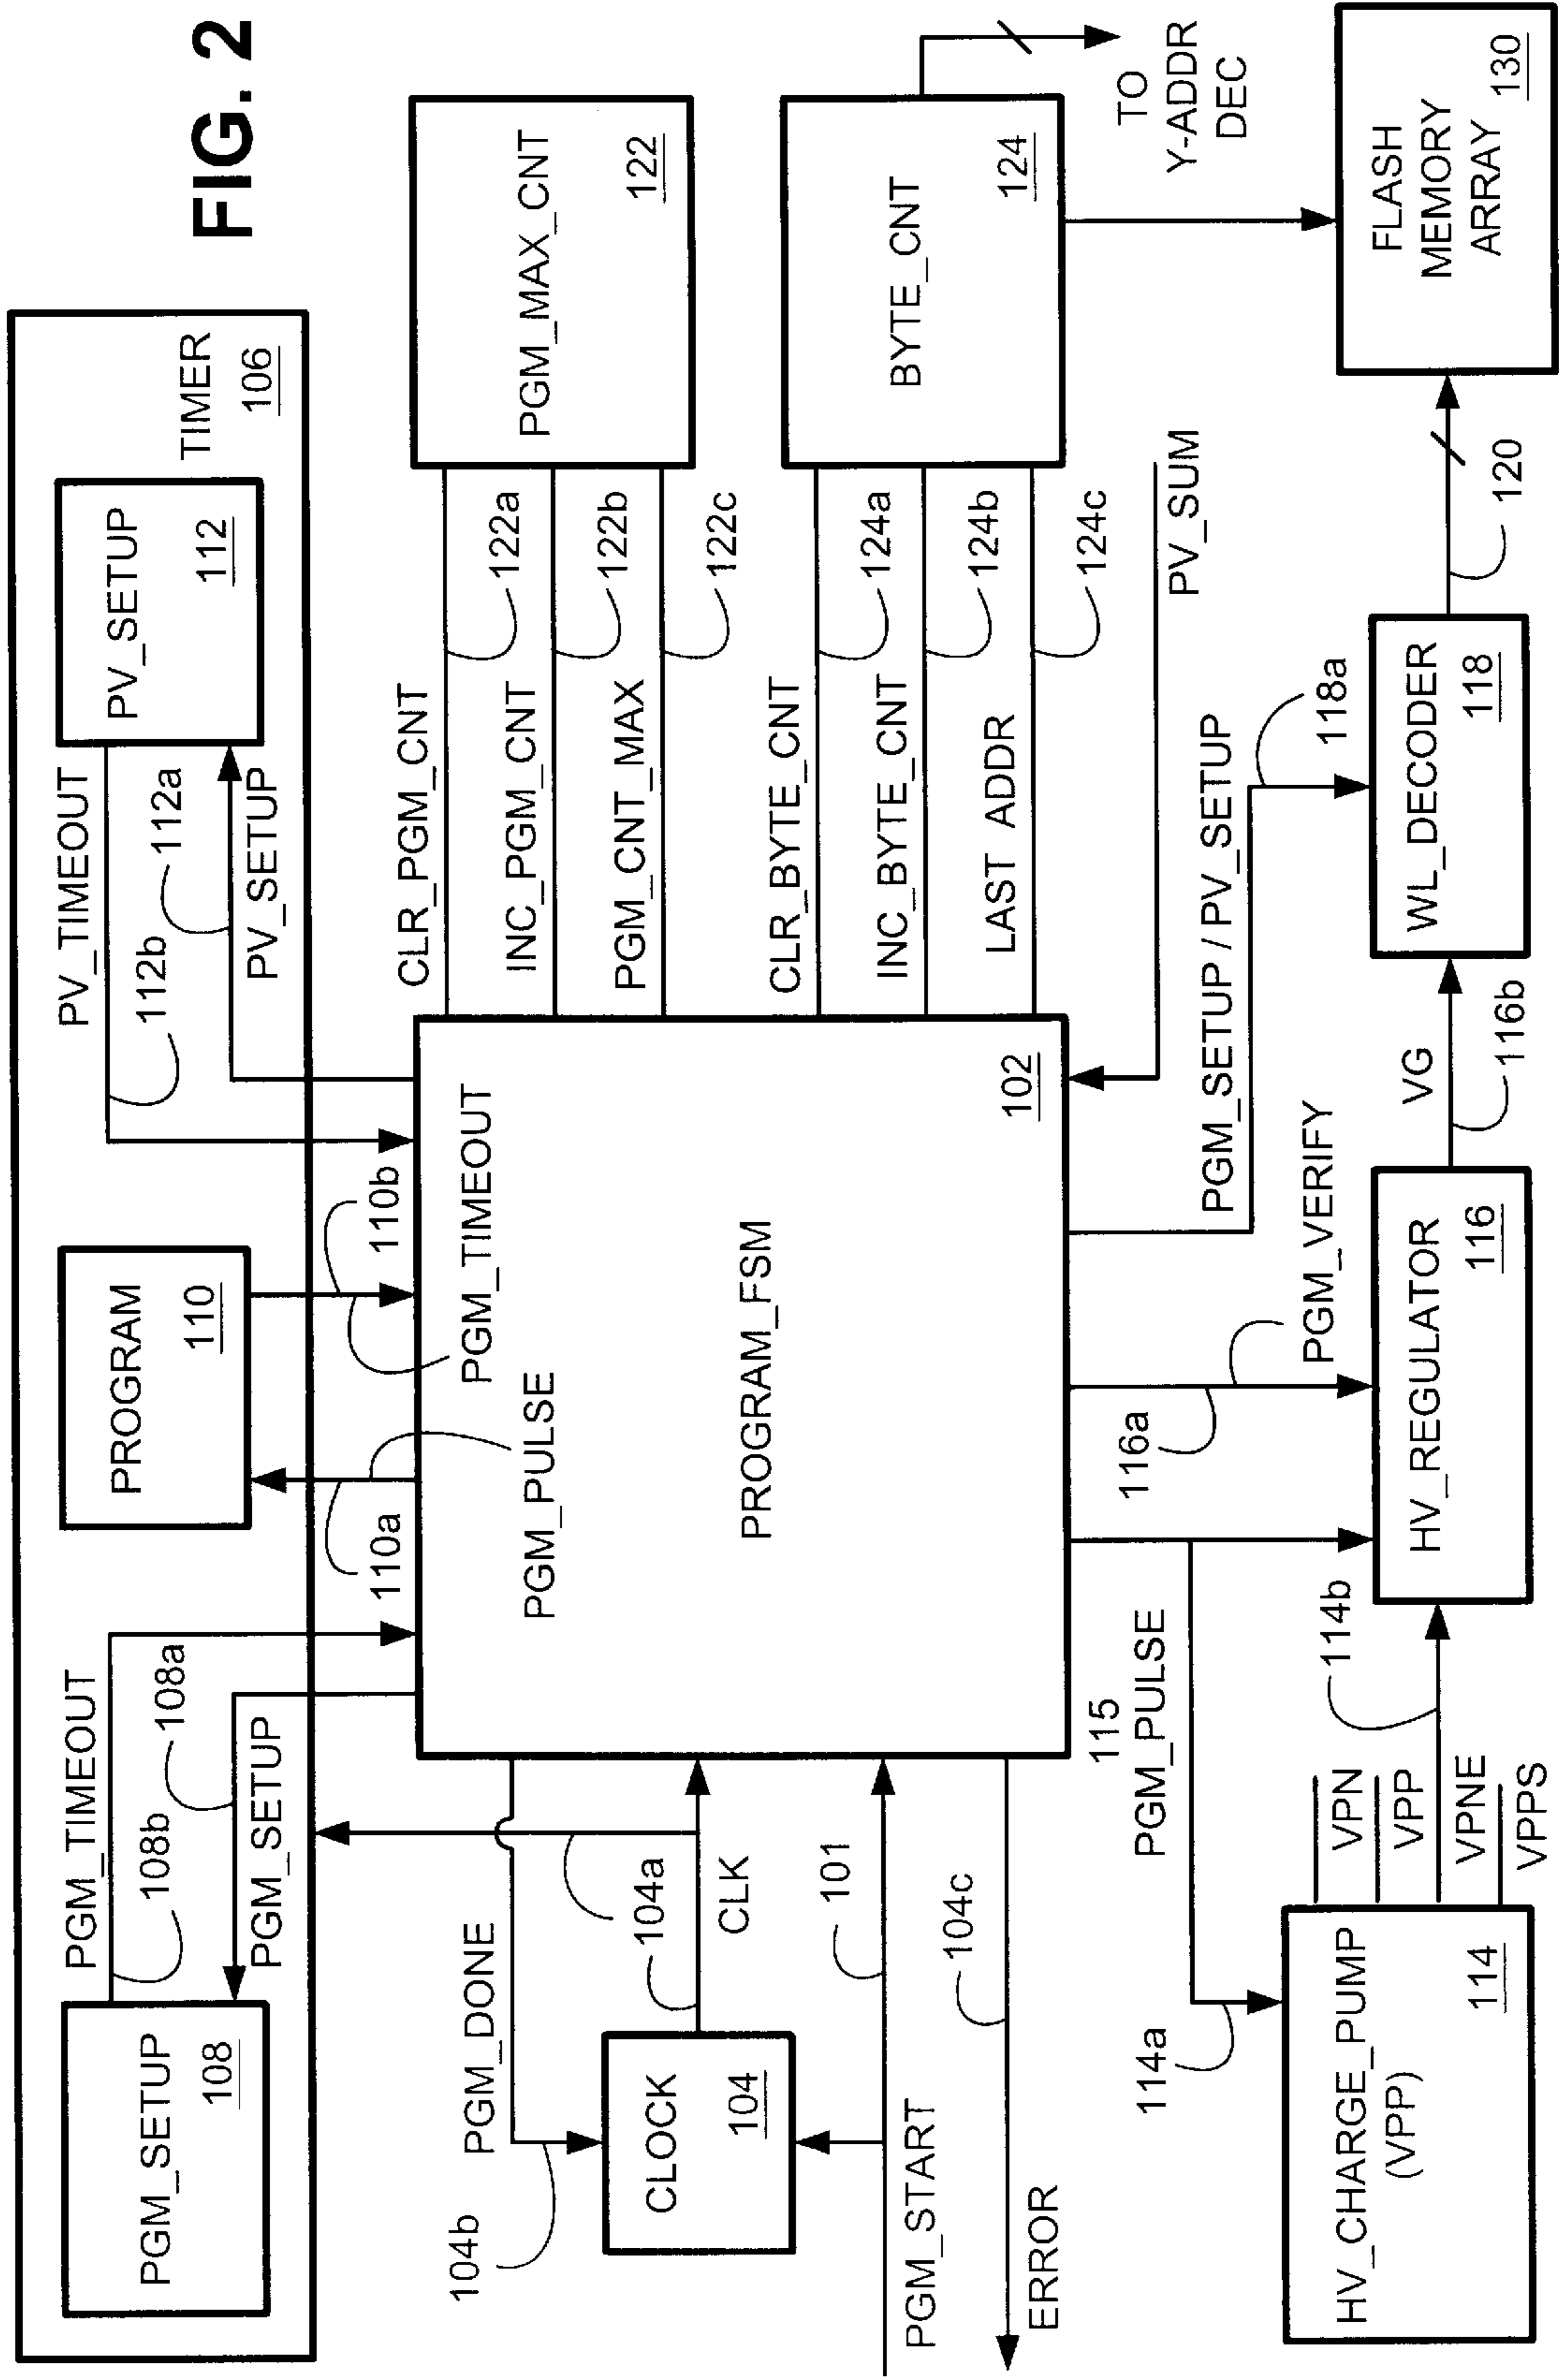 FIG. 2
TIMER
106
PGM_SETUP
108
PGM_TIMEOUT
108b
108a
PGM_SETUP
PROGRAM
110
110a
110b
PGM_PULSE
PGM_TIMEOUT
PV_SETUP
112
PV_TIMEOUT
112b
112a
PV_SETUP
PROGRAM_FSM
102
PGM_DONE
104b
CLOCK
104
104a
CLK
PGM_START
101
104c
ERROR
CLR_PGM_CNT
122a
INC_PGM_CNT
122b
PGM_CNT_MAX
122c
PGM_MAX_CNT
122
CLR_BYTE_CNT
124a
INC_BYTE_CNT
124b
LAST ADDR
124c
BYTE_CNT
124
TO
Y-ADDR
DEC
PV_SUM
115
PGM_PULSE
114a
HV_CHARGE_PUMP
(VPP)
114
VPN
VPP
VPNE
VPPS
114b
116a
PGM_VERIFY
HV_REGULATOR
116
VG
116b
PGM_SETUP / PV_SETUP
118a
WL_DECODER
118
120
FLASH
MEMORY
ARRAY
130